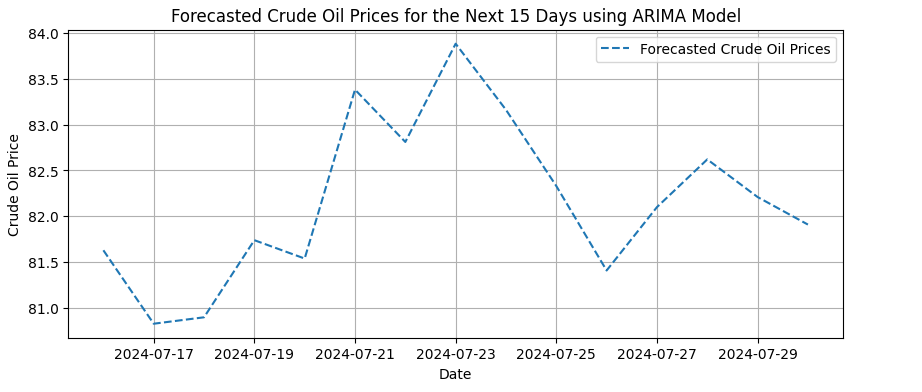 Forecasted Crude Oil Prices for the Next 15 Days using ARIMA Model
Forecasted Crude Oil Prices
84.0
83.5
83.0
82.5
82.0
81.5
81.0
Crude Oil Price
2024-07-17 2024-07-19 2024-07-21 2024-07-23 2024-07-25 2024-07-27 2024-07-29
Date